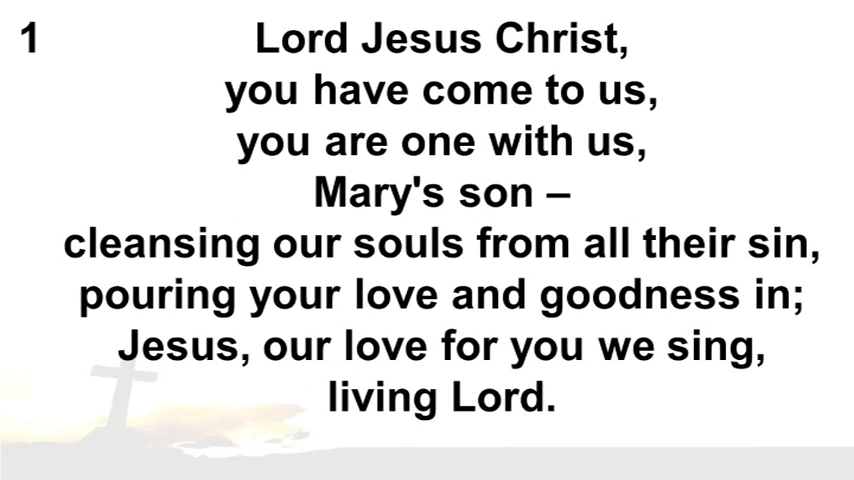 1
Lord Jesus Christ,
you have come to us,
you are one with us,
Mary's son –
cleansing our souls from all their sin,
pouring your love and goodness in;
Jesus, our love for you we sing,
living Lord.